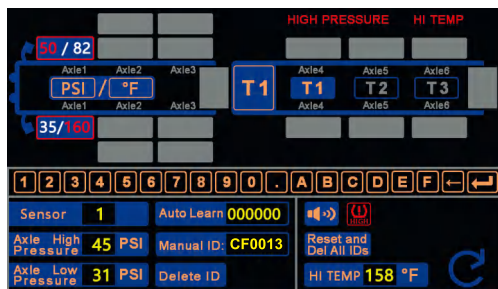 HIGH PRESSURE HI TEMP
50 / 82
Axle1 Axle2 Axle3 Axle4 Axle5 Axle6
PSI / °F T1 T1 T2 T3
Axle1 Axle2 Axle3 Axle4 Axle5 Axle6
35/160
1 2 3 4 5 6 7 8 9 0 . A B C D E F ← ↵
Sensor 1 Auto Learn 000000
HIGH
Axle High Pressure 45 PSI Manual ID: CF0013 Reset and Del All IDs
Axle Low Pressure 31 PSI Delete ID HI TEMP 158 °F